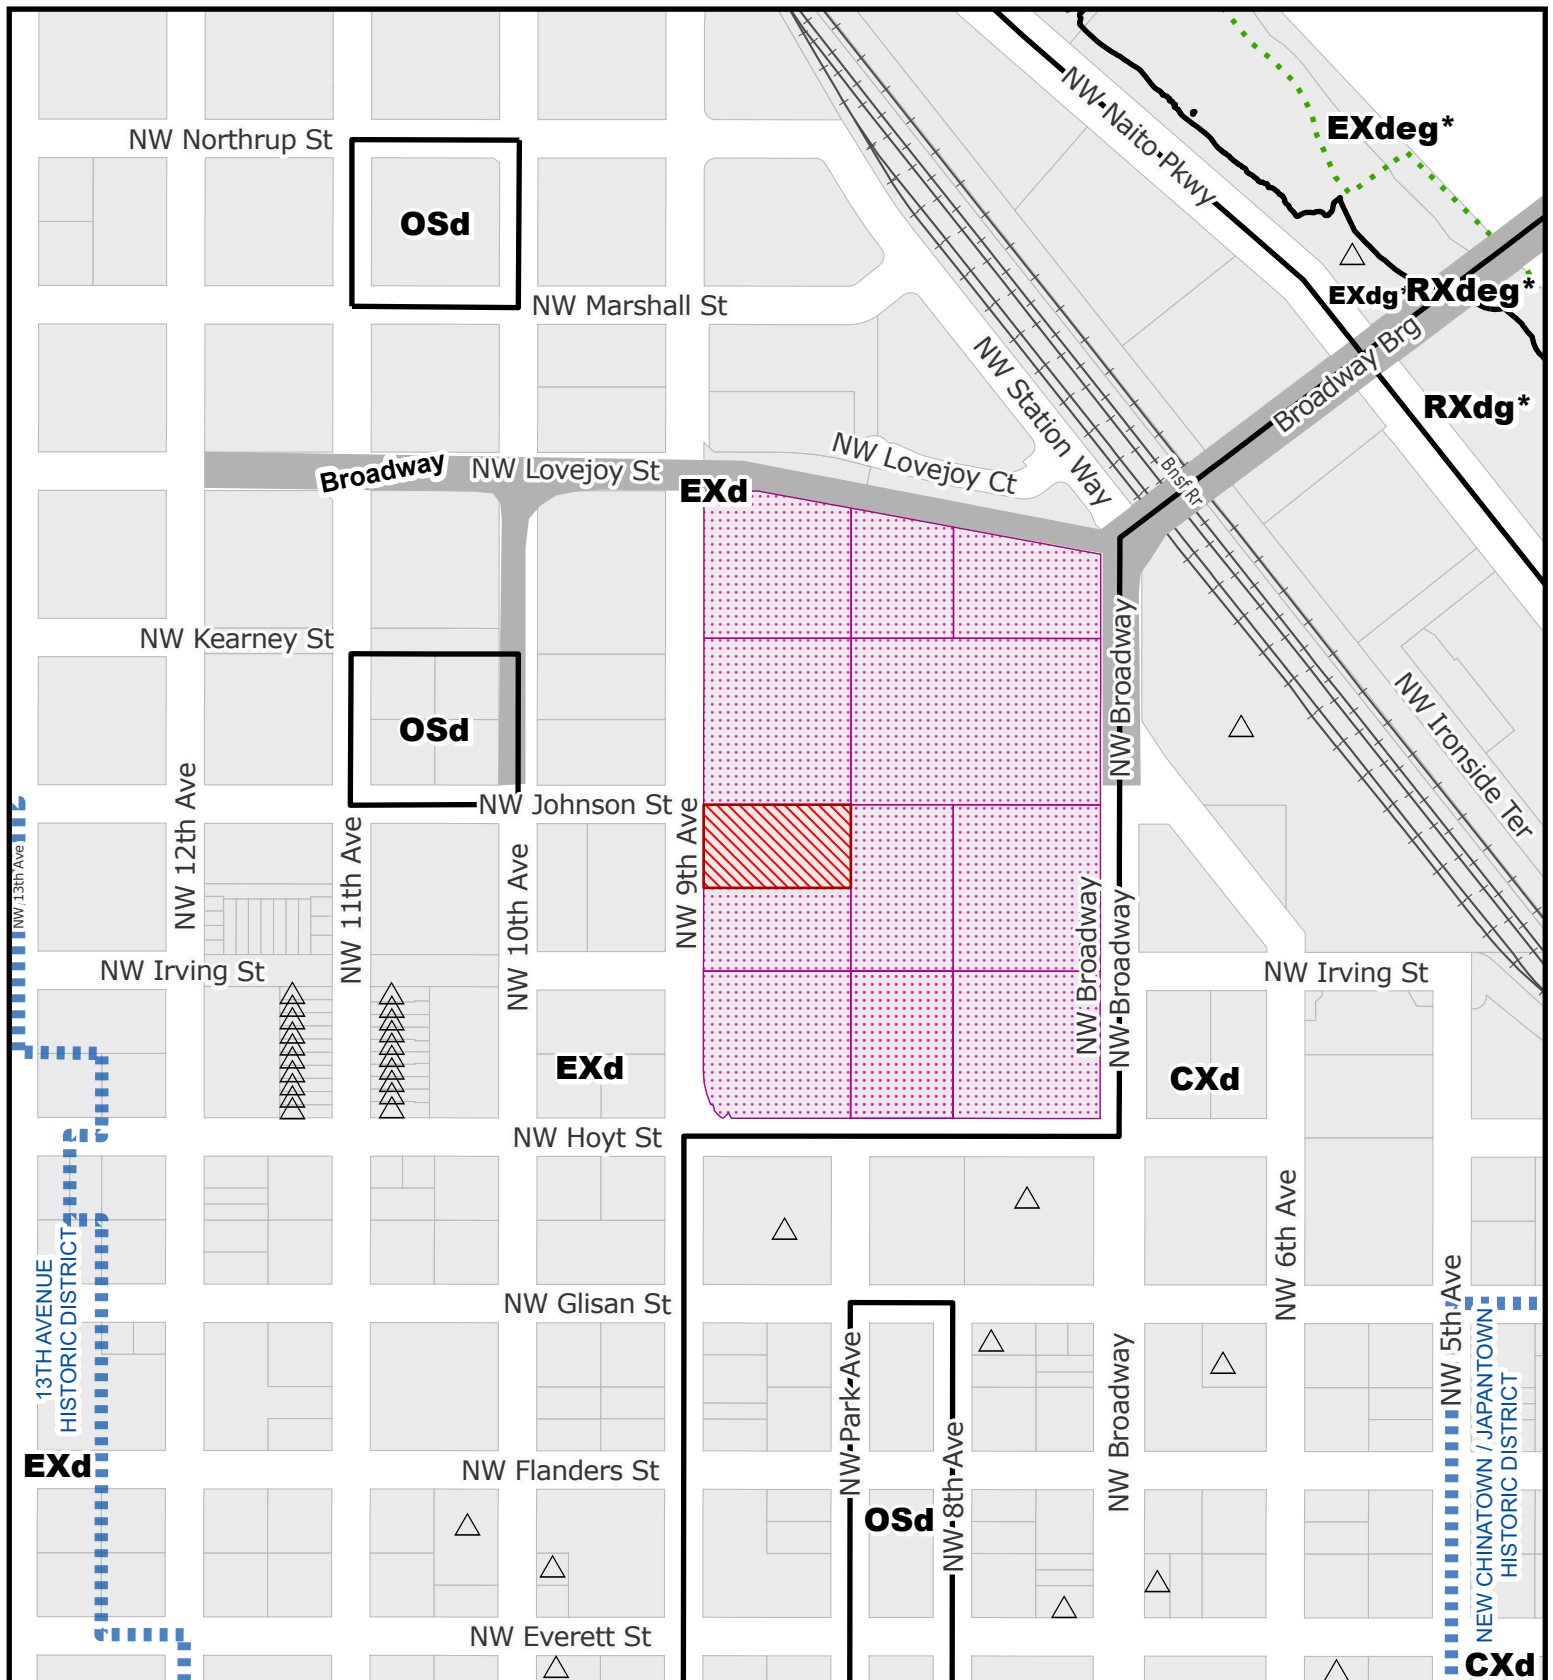 NW Naito Pkwy
EXdeg*
NW Northrup St
OSd
EXdg*
RXdeg*
NW Marshall St
Broadway Brg
NW Station Way
RXdg*
NW Lovejoy Ct
Broadway
NW Lovejoy St
EXd
Bnsf Rr
NW Kearney St
NW Broadway
OSd
NW Ironside Ter
NW Johnson St
NW 13th Ave
NW 12th Ave
NW 11th Ave
NW 10th Ave
NW 9th Ave
NW Broadway
NW Broadway
NW Irving St
NW Irving St
EXd
CXd
NW Hoyt St
13TH AVENUE
HISTORIC DISTRICT
NW 6th Ave
NW Glisan St
NW 5th Ave
NW Park Ave
NW Broadway
NW 8th Ave
NEW CHINATOWN / JAPANTOWN
HISTORIC DISTRICT
EXd
NW Flanders St
OSd
NW Everett St
CXd